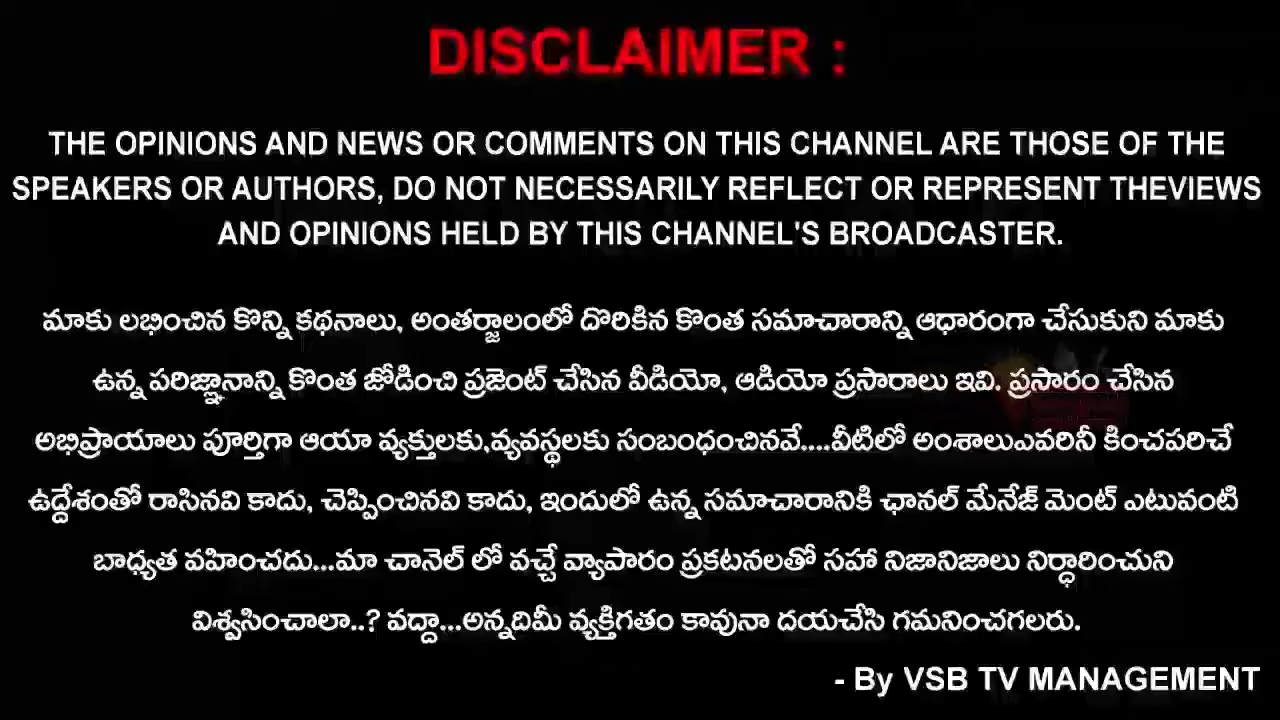 DISCLAIMER :
THE OPINIONS AND NEWS OR COMMENTS ON THIS CHANNEL ARE THOSE OF THE
SPEAKERS OR AUTHORS, DO NOT NECESSARILY REFLECT OR REPRESENT THEVIEWS
AND OPINIONS HELD BY THIS CHANNEL'S BROADCASTER.
మాకు లభించిన కొన్ని కథనాలు, అంతర్జాలంలో దొరికిన కొంత సమాచారాన్ని ఆధారంగా చేసుకుని మాకు
ఉన్న పరిజ్ఞానాన్ని కొంత జోడించి ప్రజెంట్ చేసిన వీడియో, ఆడియో ప్రసారాలు ఇవి. ప్రసారం చేసిన
అభిప్రాయాలు పూర్తిగా ఆయా వ్యక్తులకు,వ్యవస్థలకు సంబంధంచినవే....వీటిలో అంశాలుఎవరినీ కించపరిచే
ఉద్దేశంతో రాసినవి కాదు, చెప్పించినవి కాదు, ఇందులో ఉన్న సమాచారానికి ఛానల్ మేనేజ్ మెంట్ ఎటువంటి
బాధ్యత వహించదు...మా చానెల్ లో వచ్చే వ్యాపారం ప్రకటనలతో సహా నిజానిజాలు నిర్ధారించుని
విశ్వసించాలా..? వద్దా...అన్నదిమీ వ్యక్తిగతం కావునా దయచేసి గమనించగలరు.
- By VSB TV MANAGEMENT